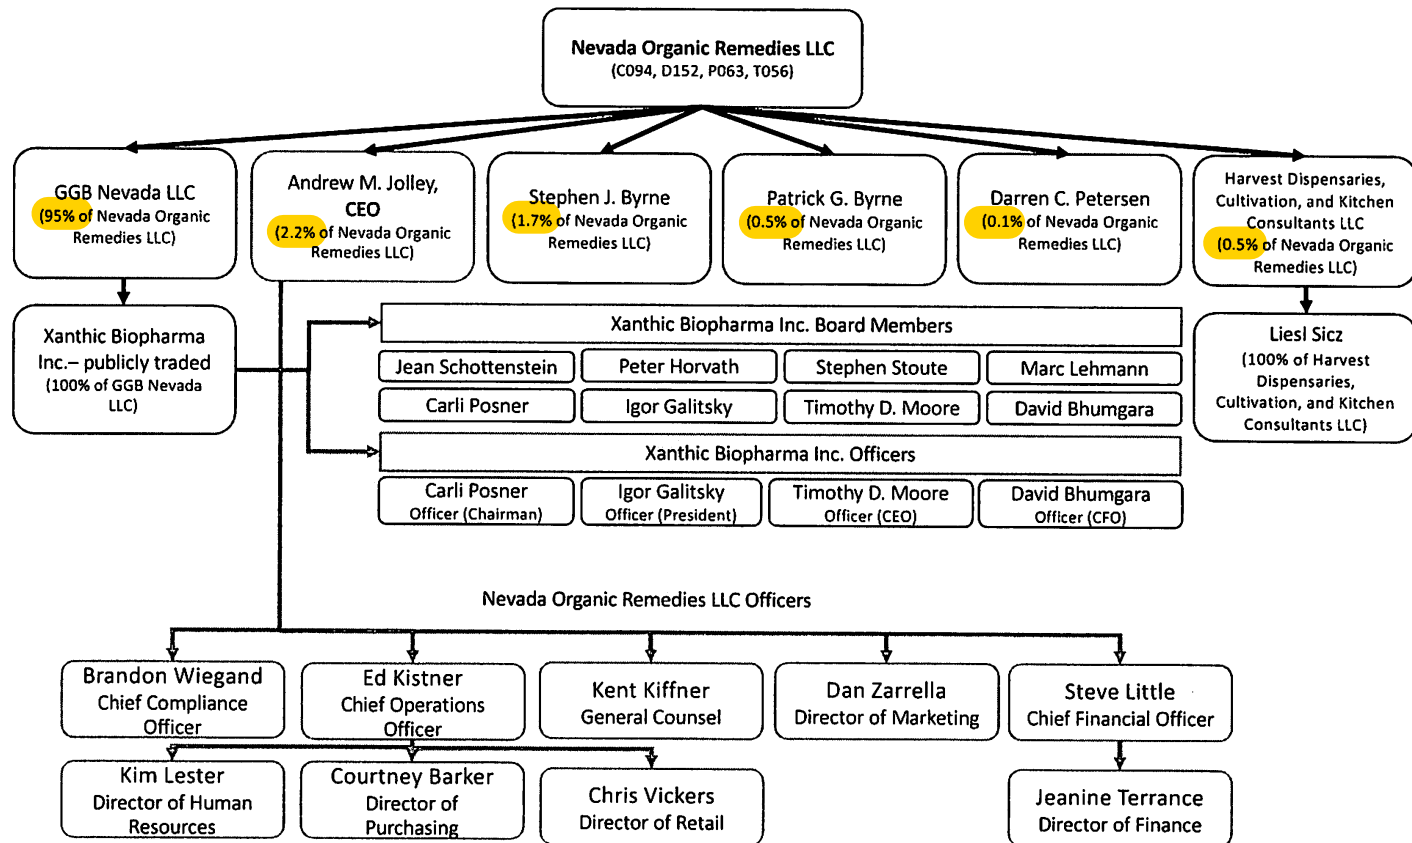 Nevada Organic Remedies LLC
(C094, D152, P063, T056)
GGB Nevada LLC
(95% of Nevada Organic
Remedies LLC)
Andrew M. Jolley,
CEO
(2.2% of Nevada Organic
Remedies LLC)
Stephen J. Byrne
(1.7% of Nevada Organic
Remedies LLC)
Patrick G. Byrne
(0.5% of Nevada Organic
Remedies LLC)
Darren C. Petersen
(0.1% of Nevada Organic
Remedies LLC)
Harvest Dispensaries,
Cultivation, and Kitchen
Consultants LLC
(0.5% of Nevada Organic
Remedies LLC)
Xanthic Biopharma
Inc.– publicly traded
(100% of GGB Nevada
LLC)
Xanthic Biopharma Inc. Board Members
Jean Schottenstein
Peter Horvath
Stephen Stoute
Marc Lehmann
Carli Posner
Igor Galitsky
Timothy D. Moore
David Bhumgara
Xanthic Biopharma Inc. Officers
Carli Posner
Officer (Chairman)
Igor Galitsky
Officer (President)
Timothy D. Moore
Officer (CEO)
David Bhumgara
Officer (CFO)
Liesl Sicz
(100% of Harvest
Dispensaries,
Cultivation, and Kitchen
Consultants LLC)
Nevada Organic Remedies LLC Officers
Brandon Wiegand
Chief Compliance
Officer
Ed Kistner
Chief Operations
Officer
Kent Kiffner
General Counsel
Dan Zarrella
Director of Marketing
Steve Little
Chief Financial Officer
Kim Lester
Director of Human
Resources
Courtney Barker
Director of
Purchasing
Chris Vickers
Director of Retail
Jeanine Terrance
Director of Finance